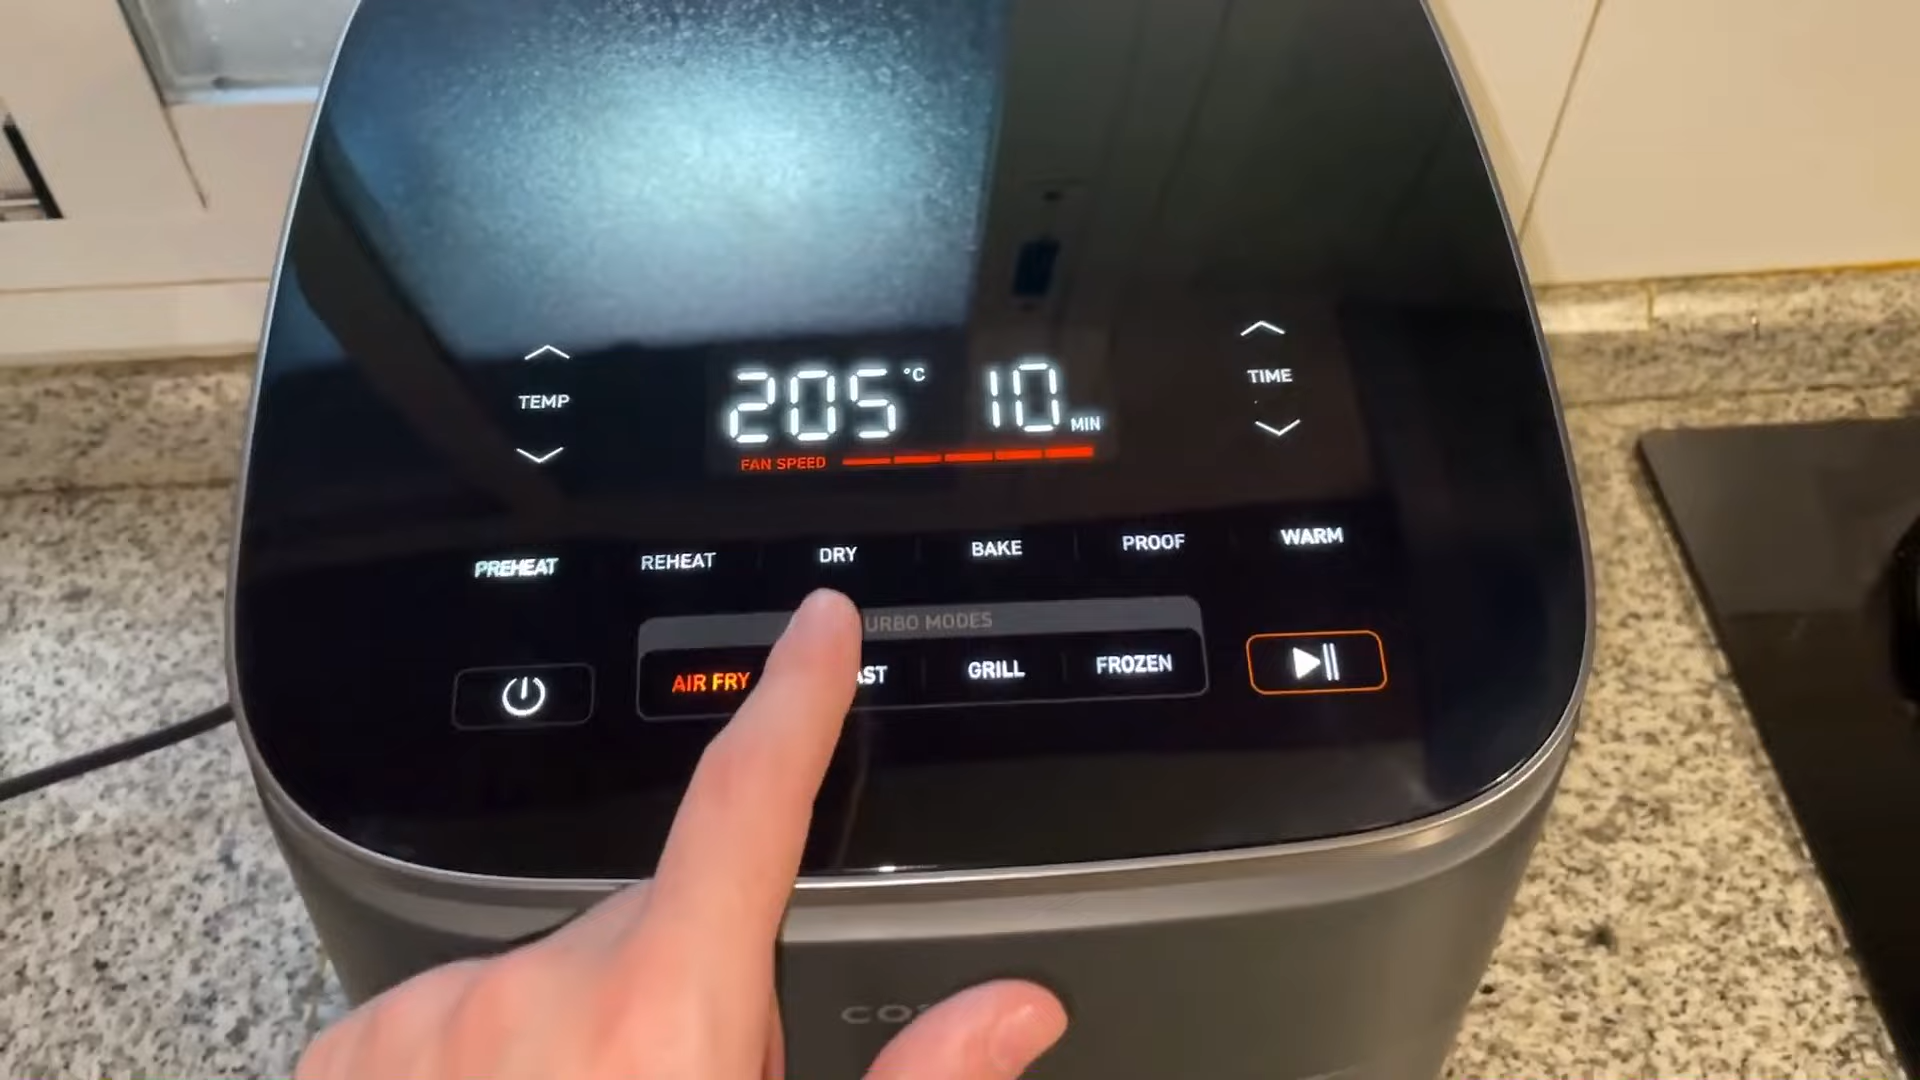 TEMP
205 °C 10 MIN
TIME
FAN SPEED
PREHEAT REHEAT DRY BAKE PROOF WARM
AIR FRY GRILL FROZEN